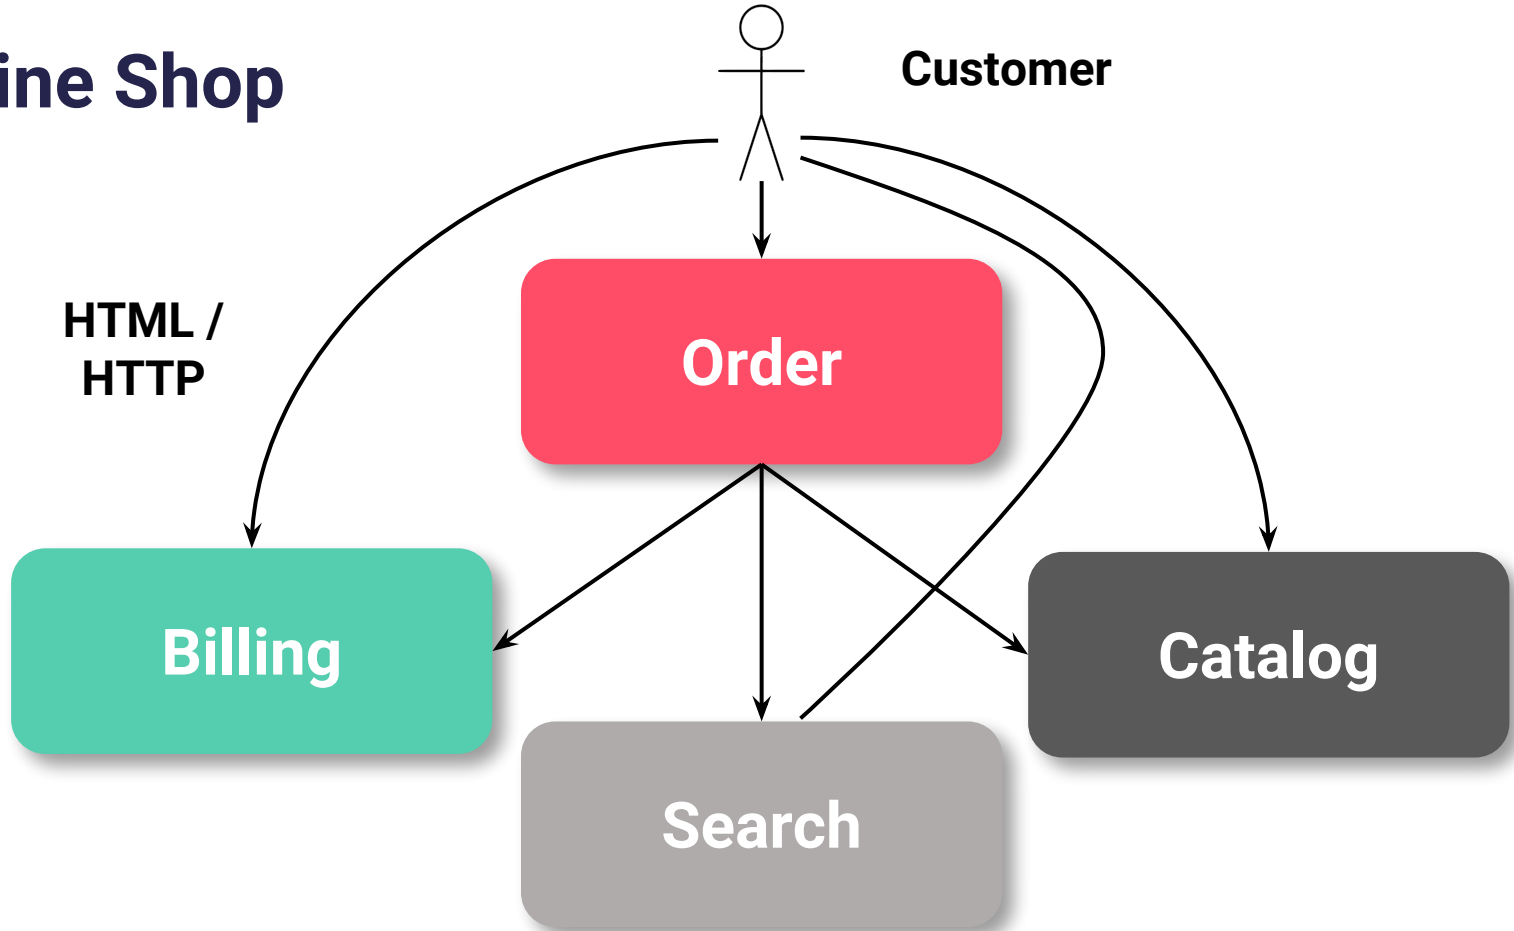 ine Shop
Customer
HTML /
HTTP
Order
Billing
Catalog
Search